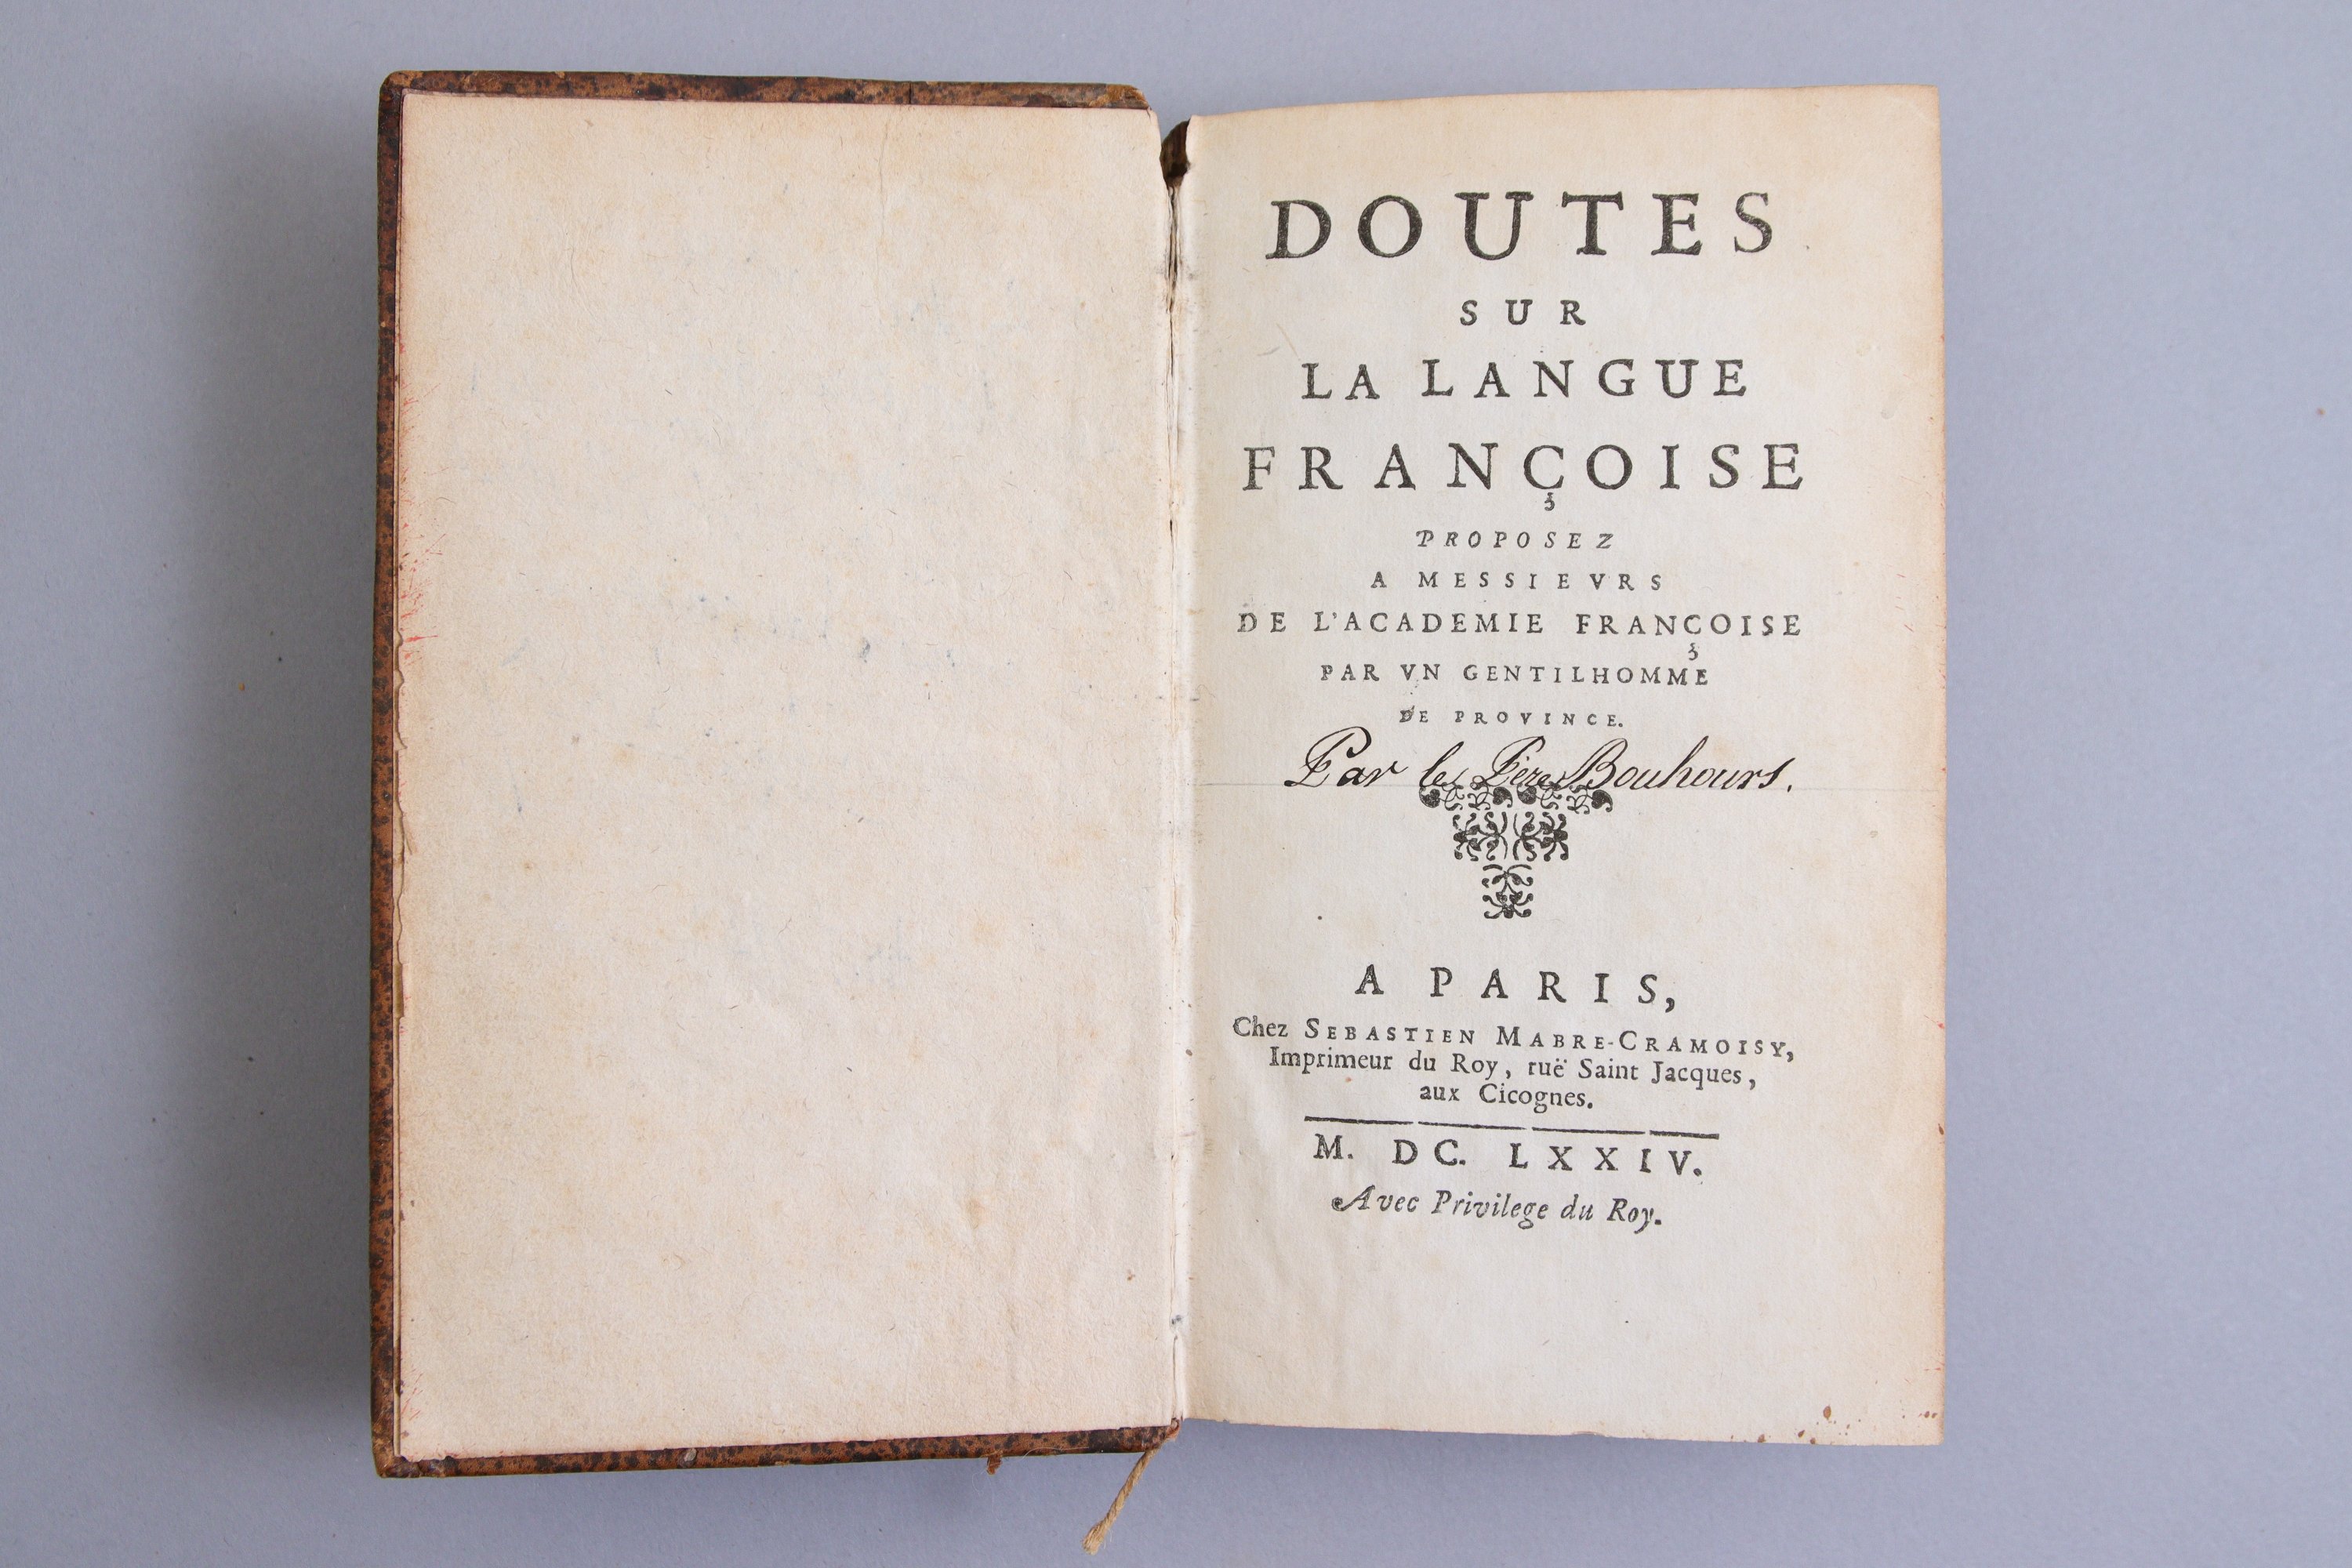 DOUTES
SUR
LA LANGUE
FRANÇOISE
PROPOSEZ
A MESSIEVRS
DE L'ACADEMIE FRANÇOISE
PAR VN GENTILHOMME
DE PROVINCE.
Par le Père Bouhours.
A PARIS,
Chez SEBASTIEN MABRE-CRAMOISY,
Imprimeur du Roy, ruë Saint Jacques,
aux Cicognes.
M. DC. LXXIV.
Avec Privilege du Roy.